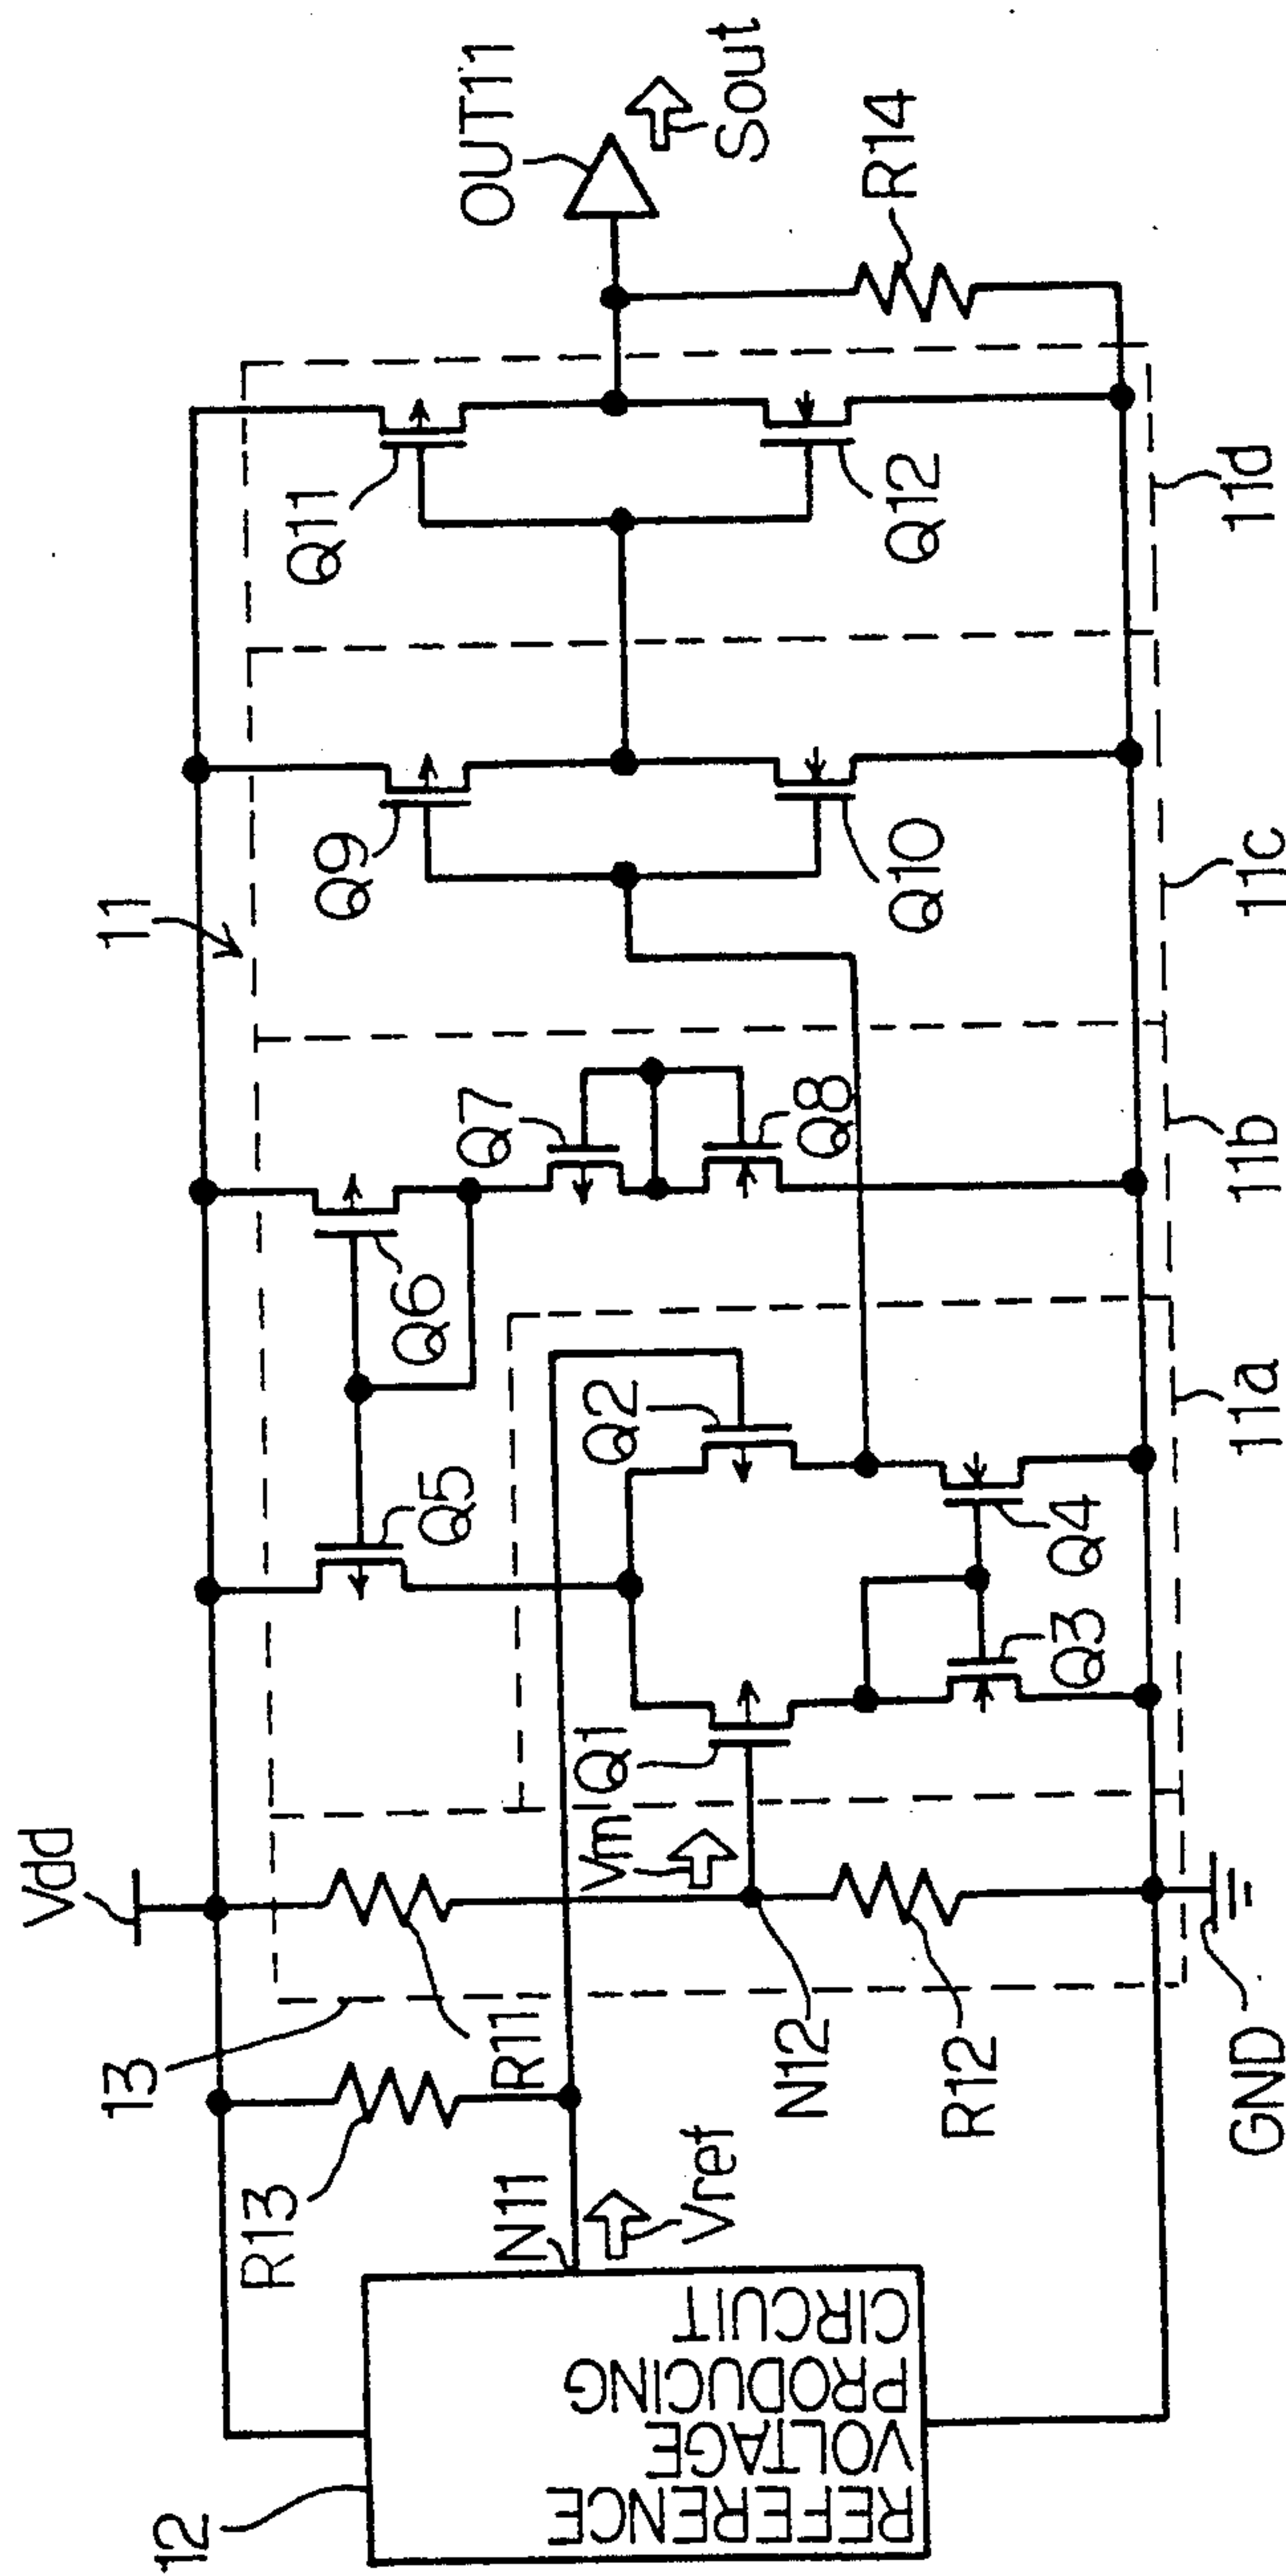 Vdd
11
13
12
R13
R11
Q5
Q6
Q7
Q8
Q9
Q10
Q11
Q12
OUT11
Sout
R14
N11
Vref
REFERENCE
VOLTAGE
PRODUCING
CIRCUIT
Vm
Q1
Q2
Q3
Q4
N12
R12
GND
11a
11b
11c
11d